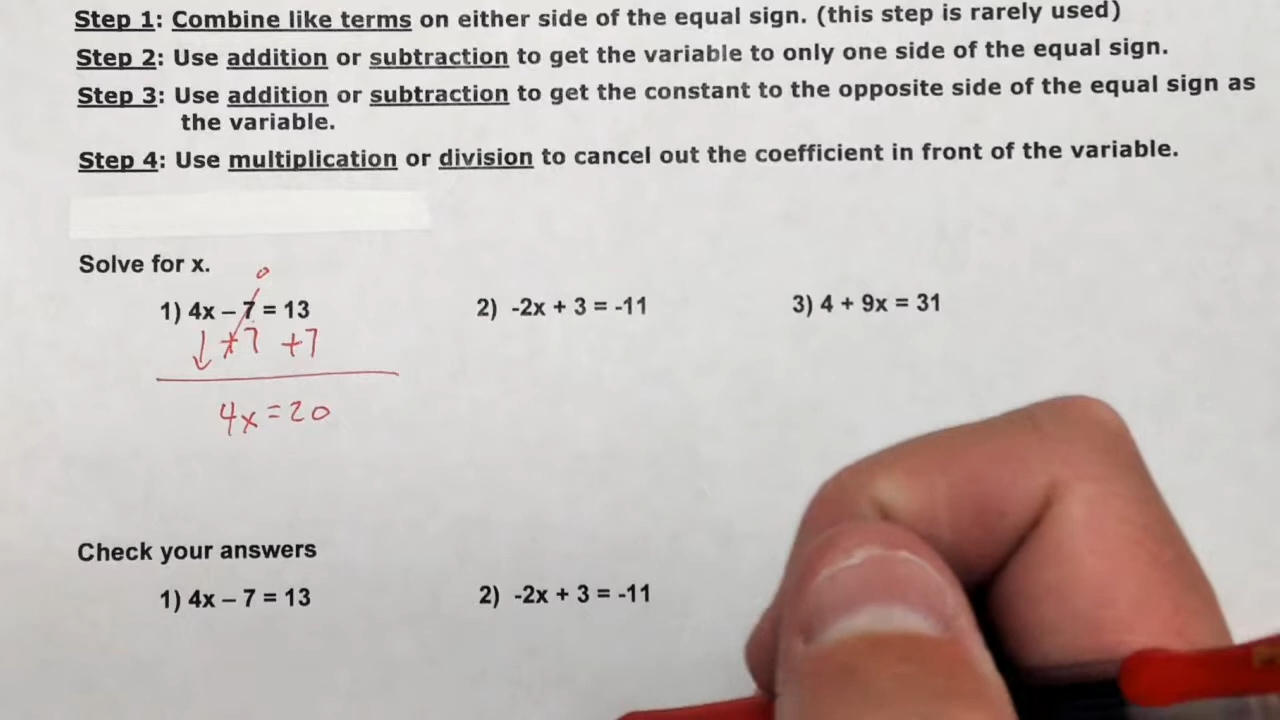 Step 1: Combine like terms on either side of the equal sign. (this step is rarely used)
Step 2: Use addition or subtraction to get the variable to only one side of the equal sign.
Step 3: Use addition or subtraction to get the constant to the opposite side of the equal sign as
the variable.
Step 4: Use multiplication or division to cancel out the coefficient in front of the variable.
Solve for x.
0
1) 4x – 7 = 13
+7 +7
4x = 20
2) -2x + 3 = -11
3) 4 + 9x = 31
Check your answers
1) 4x – 7 = 13
2) -2x + 3 = -11